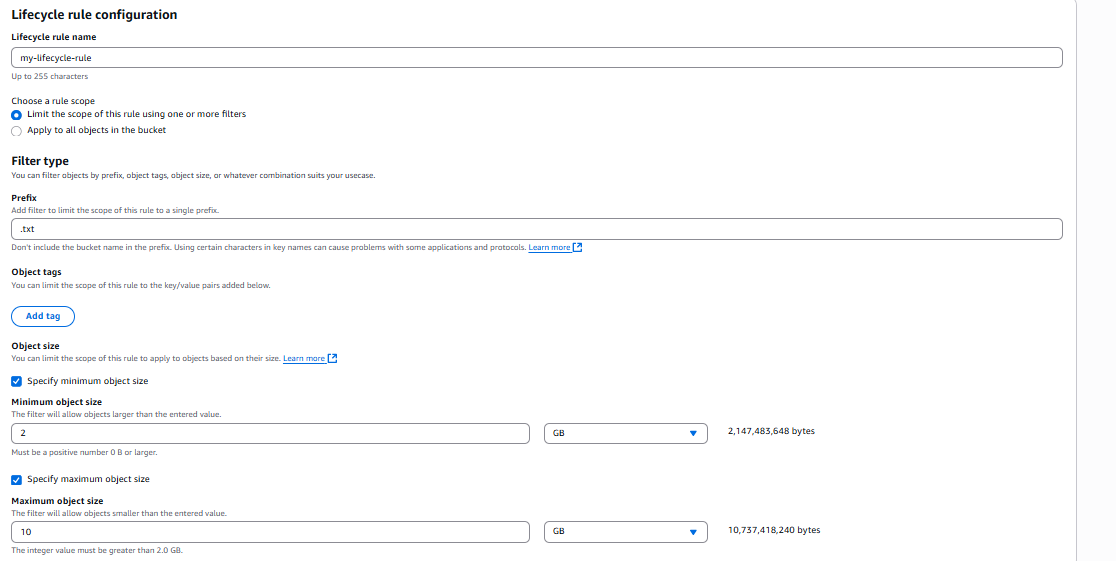 Lifecycle rule configuration
Lifecycle rule name
my-lifecycle-rule
Up to 255 characters
Choose a rule scope
Limit the scope of this rule using one or more filters
Apply to all objects in the bucket
Filter type
You can filter objects by prefix, object tags, object size, or whatever combination suits your usecase.
Prefix
Add filter to limit the scope of this rule to a single prefix.
.txt
Don't include the bucket name in the prefix. Using certain characters in key names can cause problems with some applications and protocols. Learn more
Object tags
You can limit the scope of this rule to the key/value pairs added below.
Add tag
Object size
You can limit the scope of this rule to apply to objects based on their size. Learn more
Specify minimum object size
Minimum object size
The filter will allow objects larger than the entered value.
2 GB 2,147,483,648 bytes
Must be a positive number 0 B or larger.
Specify maximum object size
Maximum object size
The filter will allow objects smaller than the entered value.
10 GB 10,737,418,240 bytes
The integer value must be greater than 2.0 GB.